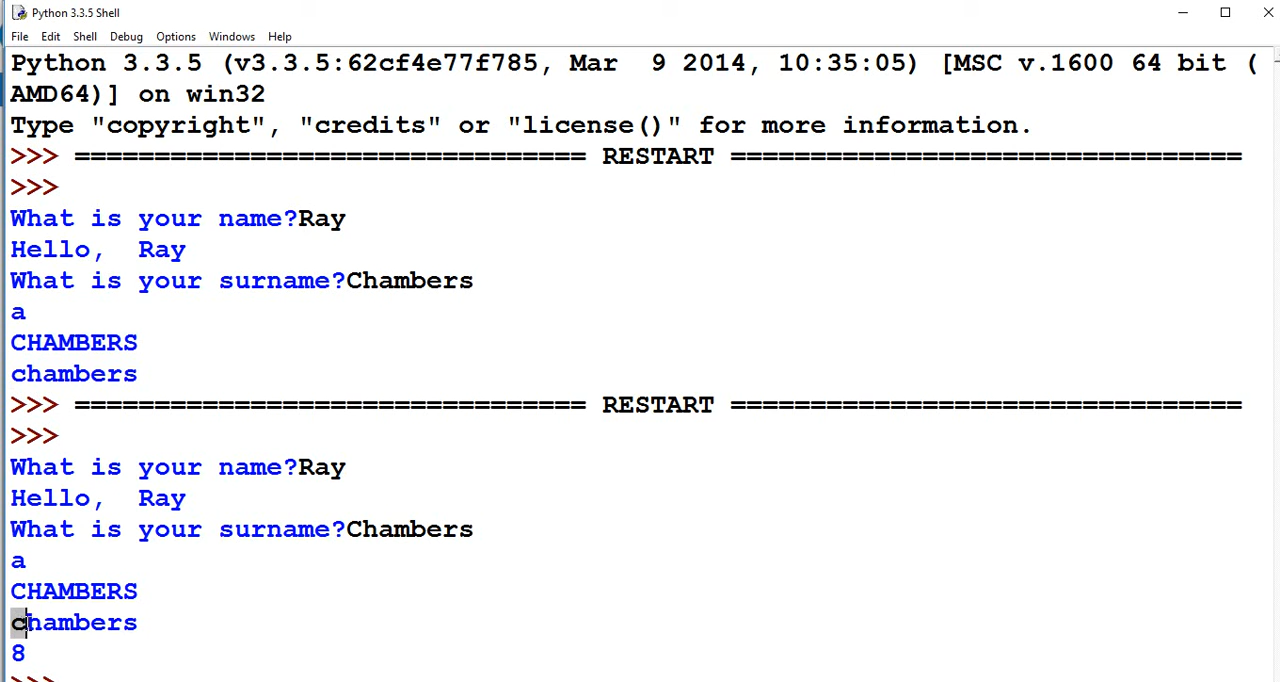 Python 3.3.5 Shell
File Edit Shell Debug Options Windows Help
Python 3.3.5 (v3.3.5:62cf4e77f785, Mar  9 2014, 10:35:05) [MSC v.1600 64 bit (
AMD64)] on win32
Type "copyright", "credits" or "license()" for more information.
>>> ================================ RESTART ================================
>>>
What is your name?Ray
Hello,  Ray
What is your surname?Chambers
a
CHAMBERS
chambers
>>> ================================ RESTART ================================
>>>
What is your name?Ray
Hello,  Ray
What is your surname?Chambers
a
CHAMBERS
chambers
8
>>>